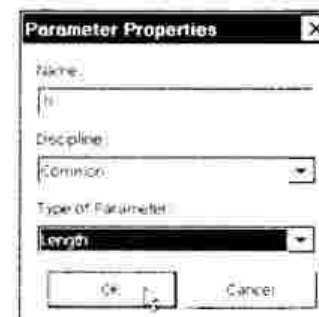 Parameter Properties
Name:
h
Discipline:
Common
Type of Parameter:
Length
OK
Cancel